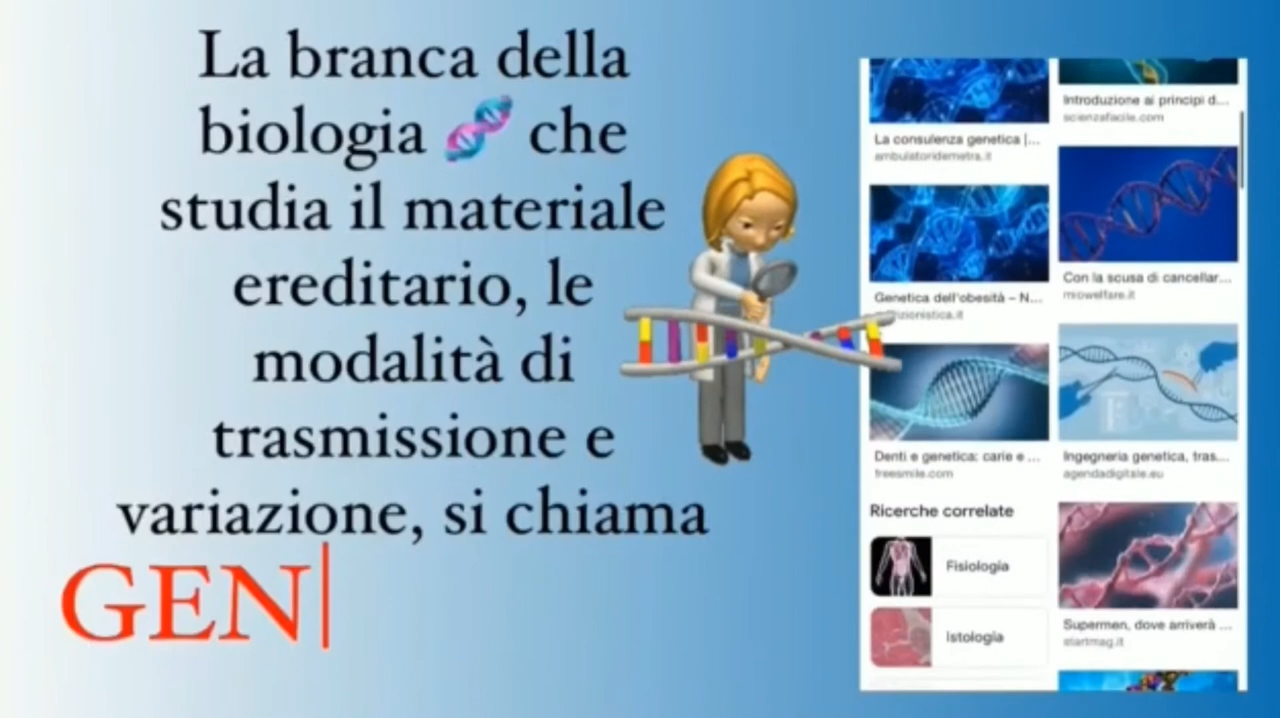 La branca della
biologia 🧬 che
studia il materiale
ereditario, le
modalità di
trasmissione e
variazione, si chiama
GEN
La consulenza genetica |...
ambulatoridemetra.it
Genetica dell'obesità – N...
Denti e genetica: carie e ...
freesmile.com
Ricerche correlate
Fisiologia
Istologia
Introduzione ai principi d...
scienzafacile.com
Con la scusa di cancellar...
miowelfare.it
Ingegneria genetica, tras...
agendadigitale.eu
Supermen, dove arriverà ...
startmag.it